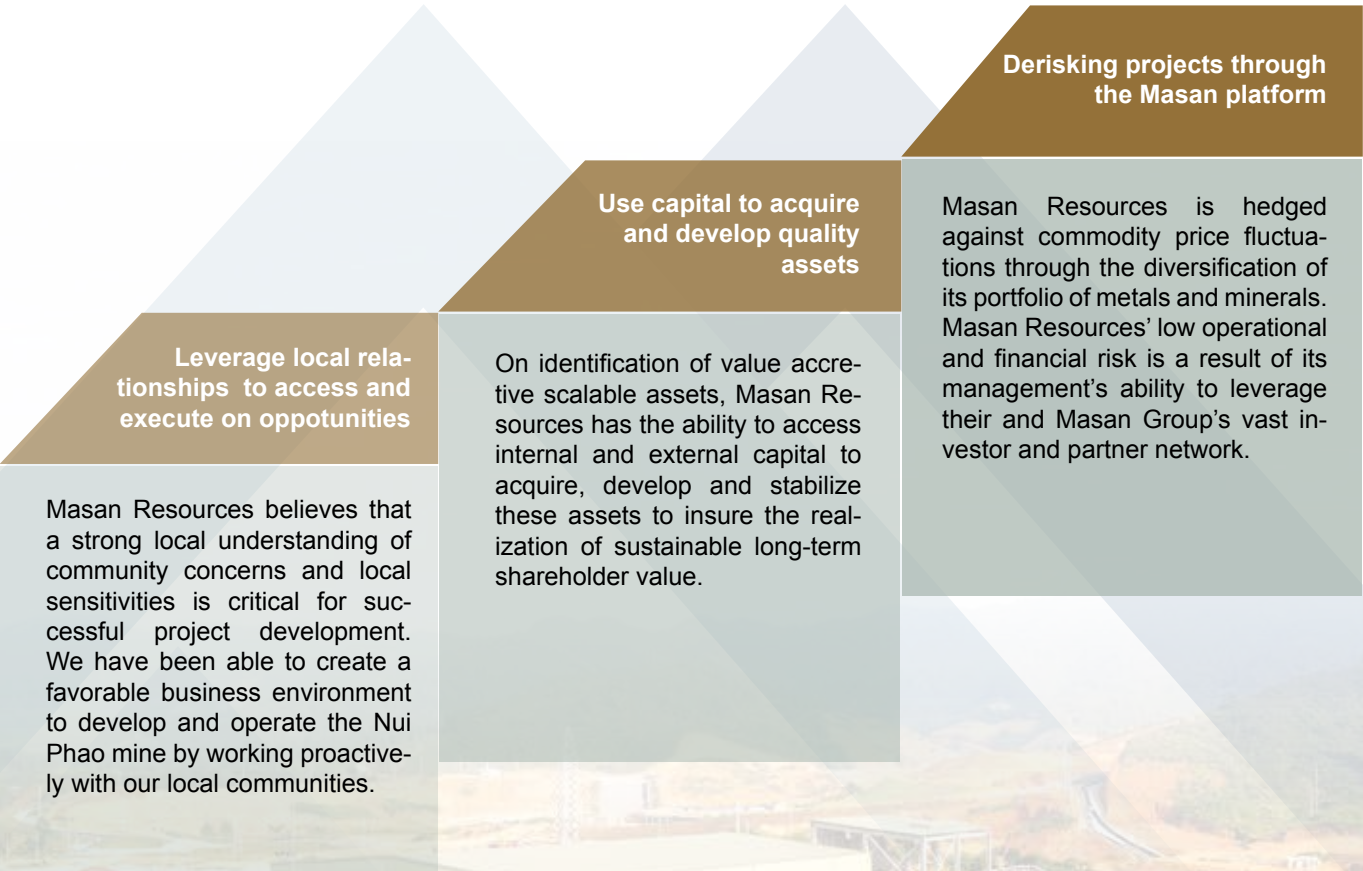 Leverage local rela-
tionships to access and
execute on oppotunities
Masan Resources believes that
a strong local understanding of
community concerns and local
sensitivities is critical for suc-
cessful project development.
We have been able to create a
favorable business environment
to develop and operate the Nui
Phao mine by working proactive-
ly with our local communities.
Use capital to acquire
and develop quality
assets
On identification of value accre-
tive scalable assets, Masan Re-
sources has the ability to access
internal and external capital to
acquire, develop and stabilize
these assets to insure the real-
ization of sustainable long-term
shareholder value.
Derisking projects through
the Masan platform
Masan Resources is hedged
against commodity price fluctua-
tions through the diversification of
its portfolio of metals and minerals.
Masan Resources’ low operational
and financial risk is a result of its
management’s ability to leverage
their and Masan Group’s vast in-
vestor and partner network.